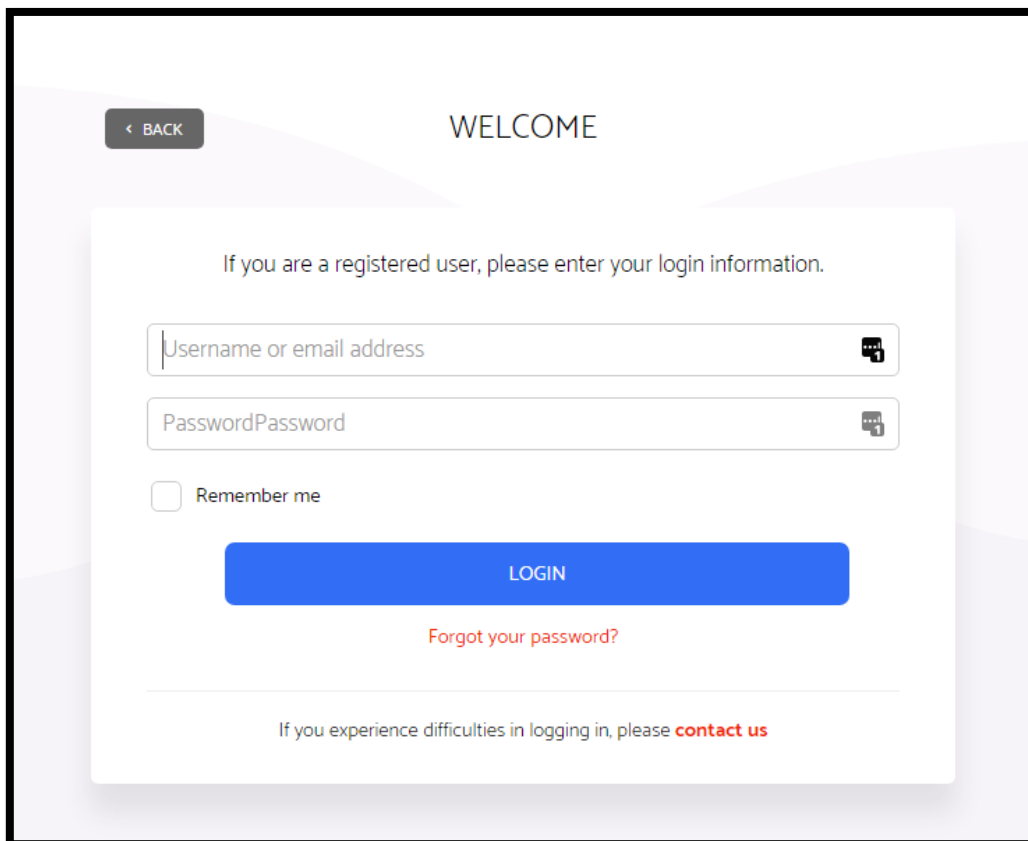 ‹ BACK
WELCOME
If you are a registered user, please enter your login information.
Username or email address
PasswordPassword
Remember me
LOGIN
Forgot your password?
If you experience difficulties in logging in, please contact us